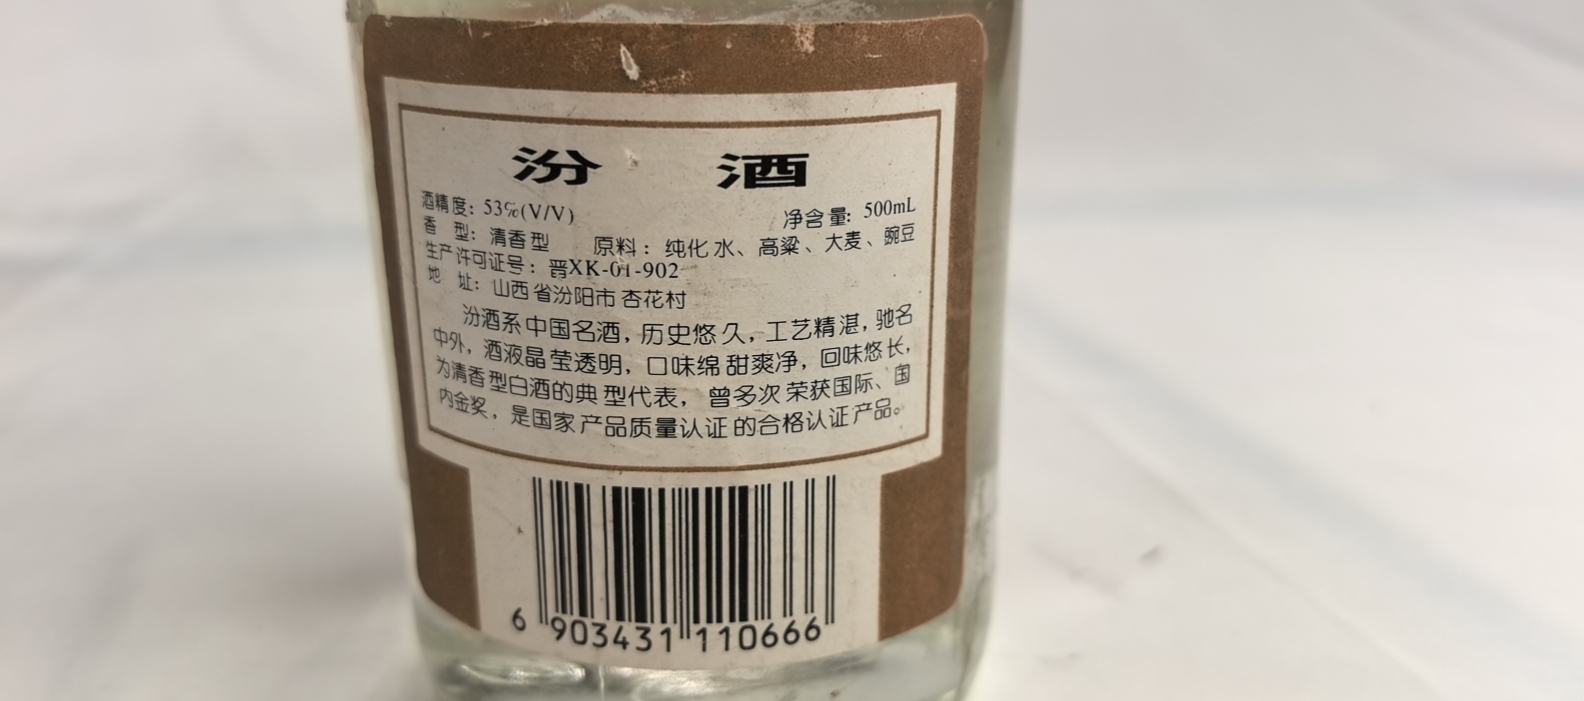 汾 酒
酒精度: 53%(V/V) 净含量: 500mL
香 型: 清香型 原料: 纯化水、高粱、大麦、豌豆
生产许可证号: 晋XK-01-902
地 址: 山西省汾阳市杏花村
汾酒系中国名酒, 历史悠久, 工艺精湛, 驰名
中外, 酒液晶莹透明, 口味绵甜爽净, 回味悠长,
为清香型白酒的典型代表, 曾多次荣获国际、国
内金奖, 是国家产品质量认证的合格认证产品。
6 903431 110666